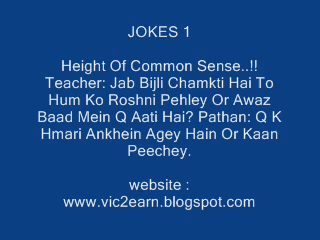 JOKES 1
Height Of Common Sense..!!
Teacher: Jab Bijli Chamkti Hai To
Hum Ko Roshni Pehley Or Awaz
Baad Mein Q Aati Hai? Pathan: Q K
Hmari Ankhein Agey Hain Or Kaan
Peechey.
website :
www.vic2earn.blogspot.com